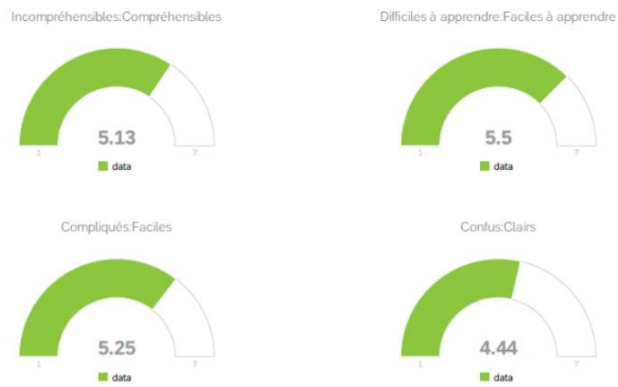 Incompréhensibles:Compréhensibles
5.13
1 7
data
Difficiles à apprendre:Faciles à apprendre
5.5
1 7
data
Compliqués:Faciles
5.25
1 7
data
Confus:Clairs
4.44
1 7
data